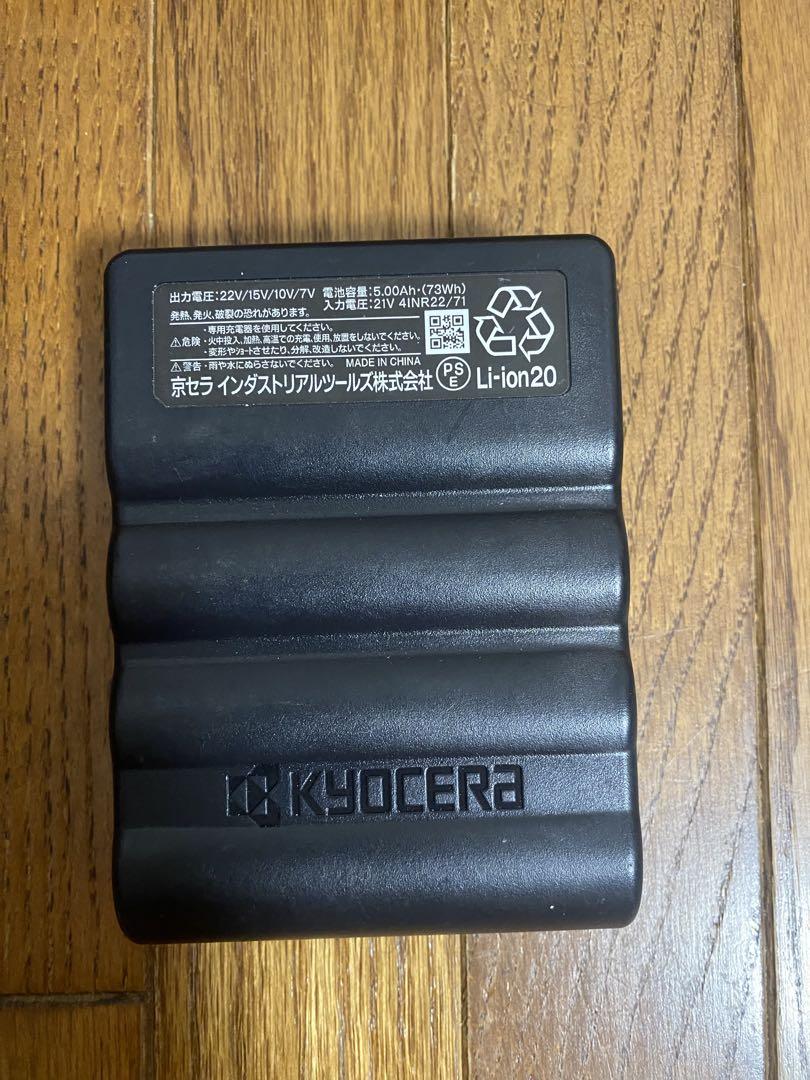 出力電圧:22V/15V/10V/7V 電池容量:5.00Ah・(73Wh)
発熱、発火、破裂の恐れがあります。 入力電圧:21V 4INR22/71
・専用充電器を使用してください。
⚠危険 ・火中投入、加熱、高温での充電、使用、放置をしないでください。
・変形やショートさせたり、分解、改造しないでください。
⚠警告・雨や水にぬらさないでください。 MADE IN CHINA
京セラ インダストリアルツールズ株式会社 PSE Li-ion20
KYOCERA